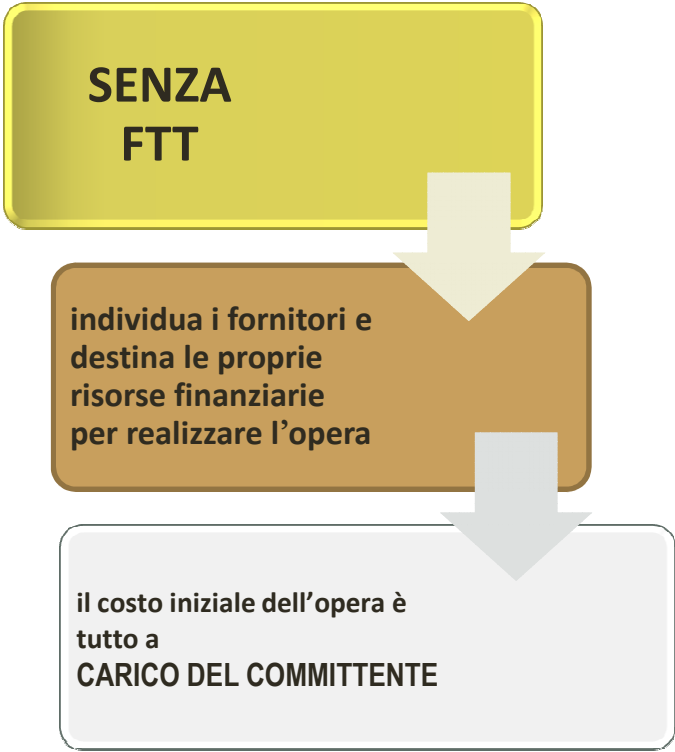 SENZA
FTT
individua i fornitori e
destina le proprie
risorse finanziarie
per realizzare l’opera
il costo iniziale dell’opera è
tutto a
CARICO DEL COMMITTENTE